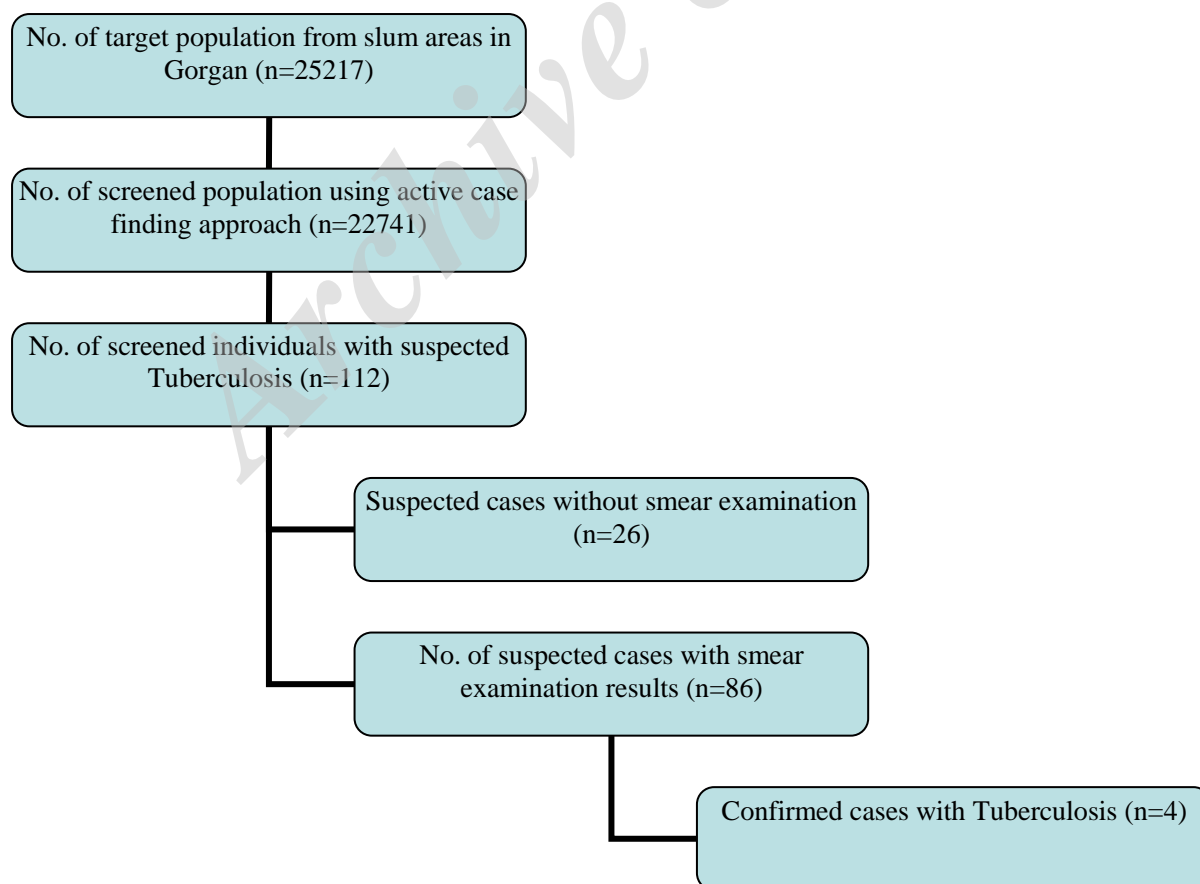 No. of target population from slum areas in
Gorgan (n=25217)
No. of screened population using active case
finding approach (n=22741)
No. of screened individuals with suspected
Tuberculosis (n=112)
Suspected cases without smear examination
(n=26)
No. of suspected cases with smear
examination results (n=86)
Confirmed cases with Tuberculosis (n=4)
Archive